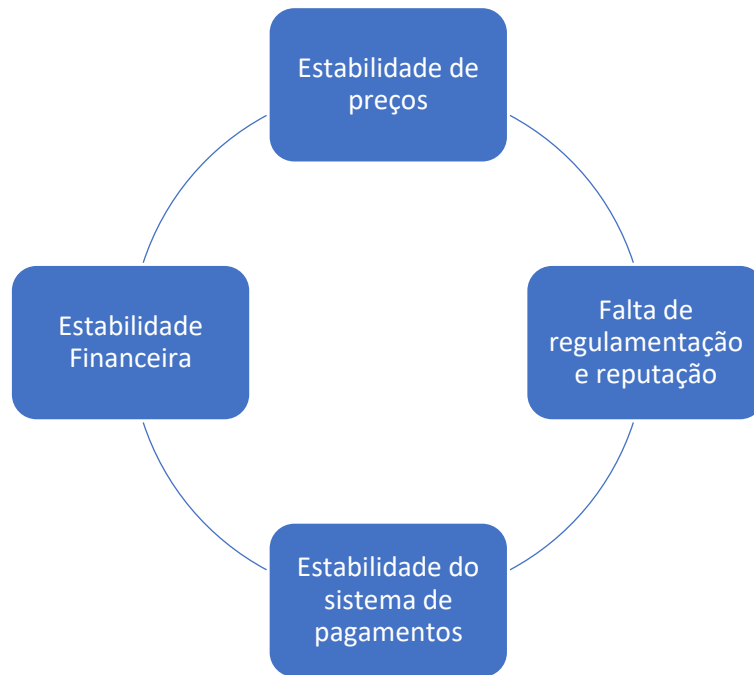 Estabilidade de
preços
Estabilidade
Financeira
Falta de
regulamentação
e reputação
Estabilidade do
sistema de
pagamentos